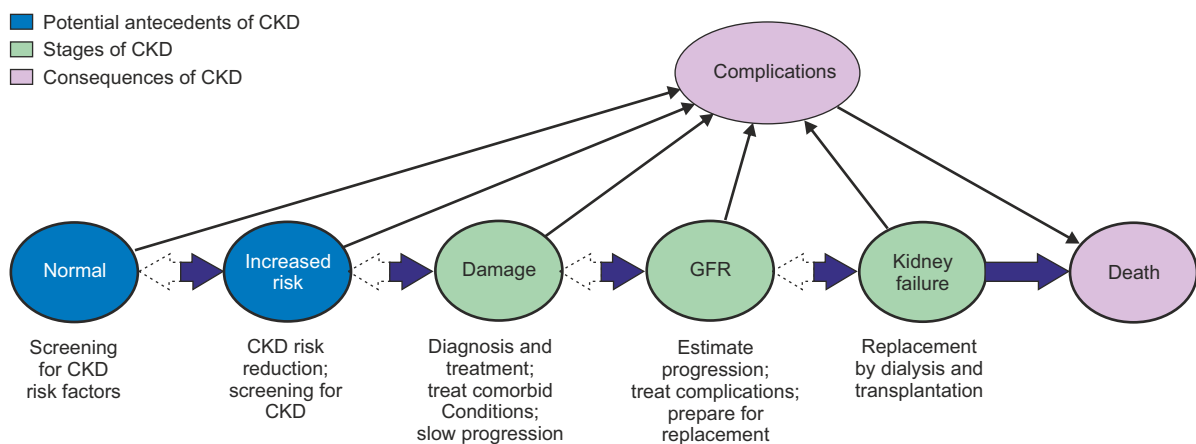 Potential antecedents of CKD
Stages of CKD
Consequences of CKD
Complications
Normal
Increased
risk
Damage
GFR
Kidney
failure
Death
Screening
for CKD
risk factors
CKD risk
reduction;
screening for
CKD
Diagnosis and
treatment;
treat comorbid
Conditions;
slow progression
Estimate
progression;
treat complications;
prepare for
replacement
Replacement
by dialysis and
transplantation